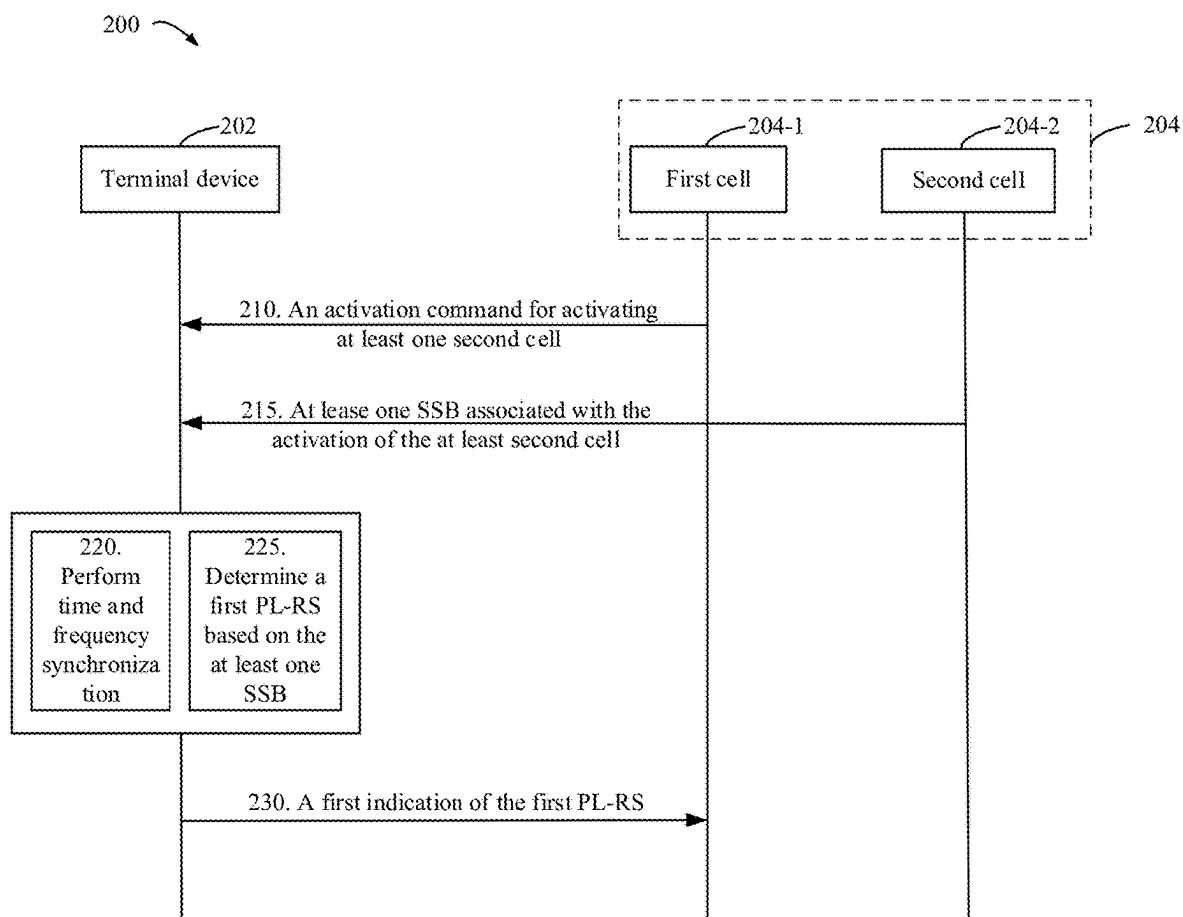 200
202
204-1
204-2
204
Terminal device
First cell
Second cell
210. An activation command for activating
at least one second cell
215. At lease one SSB associated with the
activation of the at least second cell
220.
Perform
time and
frequency
synchroniza
tion
225.
Determine a
first PL-RS
based on the
at least one
SSB
230. A first indication of the first PL-RS